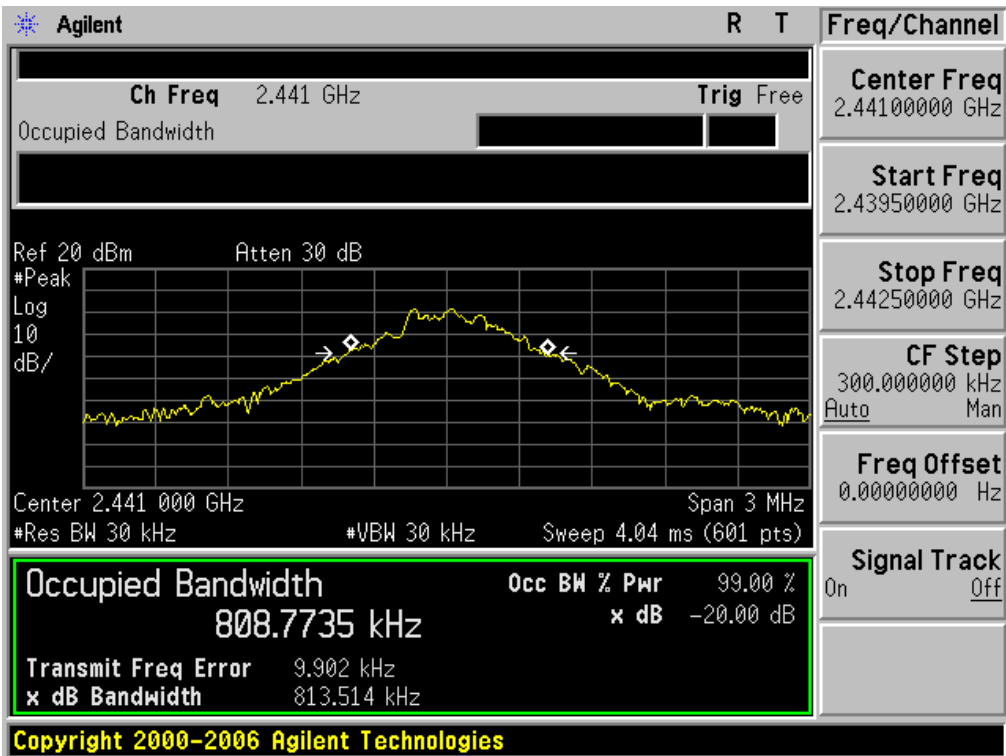 Agilent R T
Ch Freq 2.441 GHz Trig Free
Occupied Bandwidth
Ref 20 dBm Atten 30 dB
#Peak
Log
10
dB/
Center 2.441 000 GHz Span 3 MHz
#Res BW 30 kHz #VBW 30 kHz Sweep 4.04 ms (601 pts)
Occupied Bandwidth
808.7735 kHz
Occ BW % Pwr 99.00 %
x dB -20.00 dB
Transmit Freq Error 9.902 kHz
x dB Bandwidth 813.514 kHz
Copyright 2000-2006 Agilent Technologies
Freq/Channel
Center Freq
2.44100000 GHz
Start Freq
2.43950000 GHz
Stop Freq
2.44250000 GHz
CF Step
300.000000 kHz
Auto Man
Freq Offset
0.00000000 Hz
Signal Track
On Off